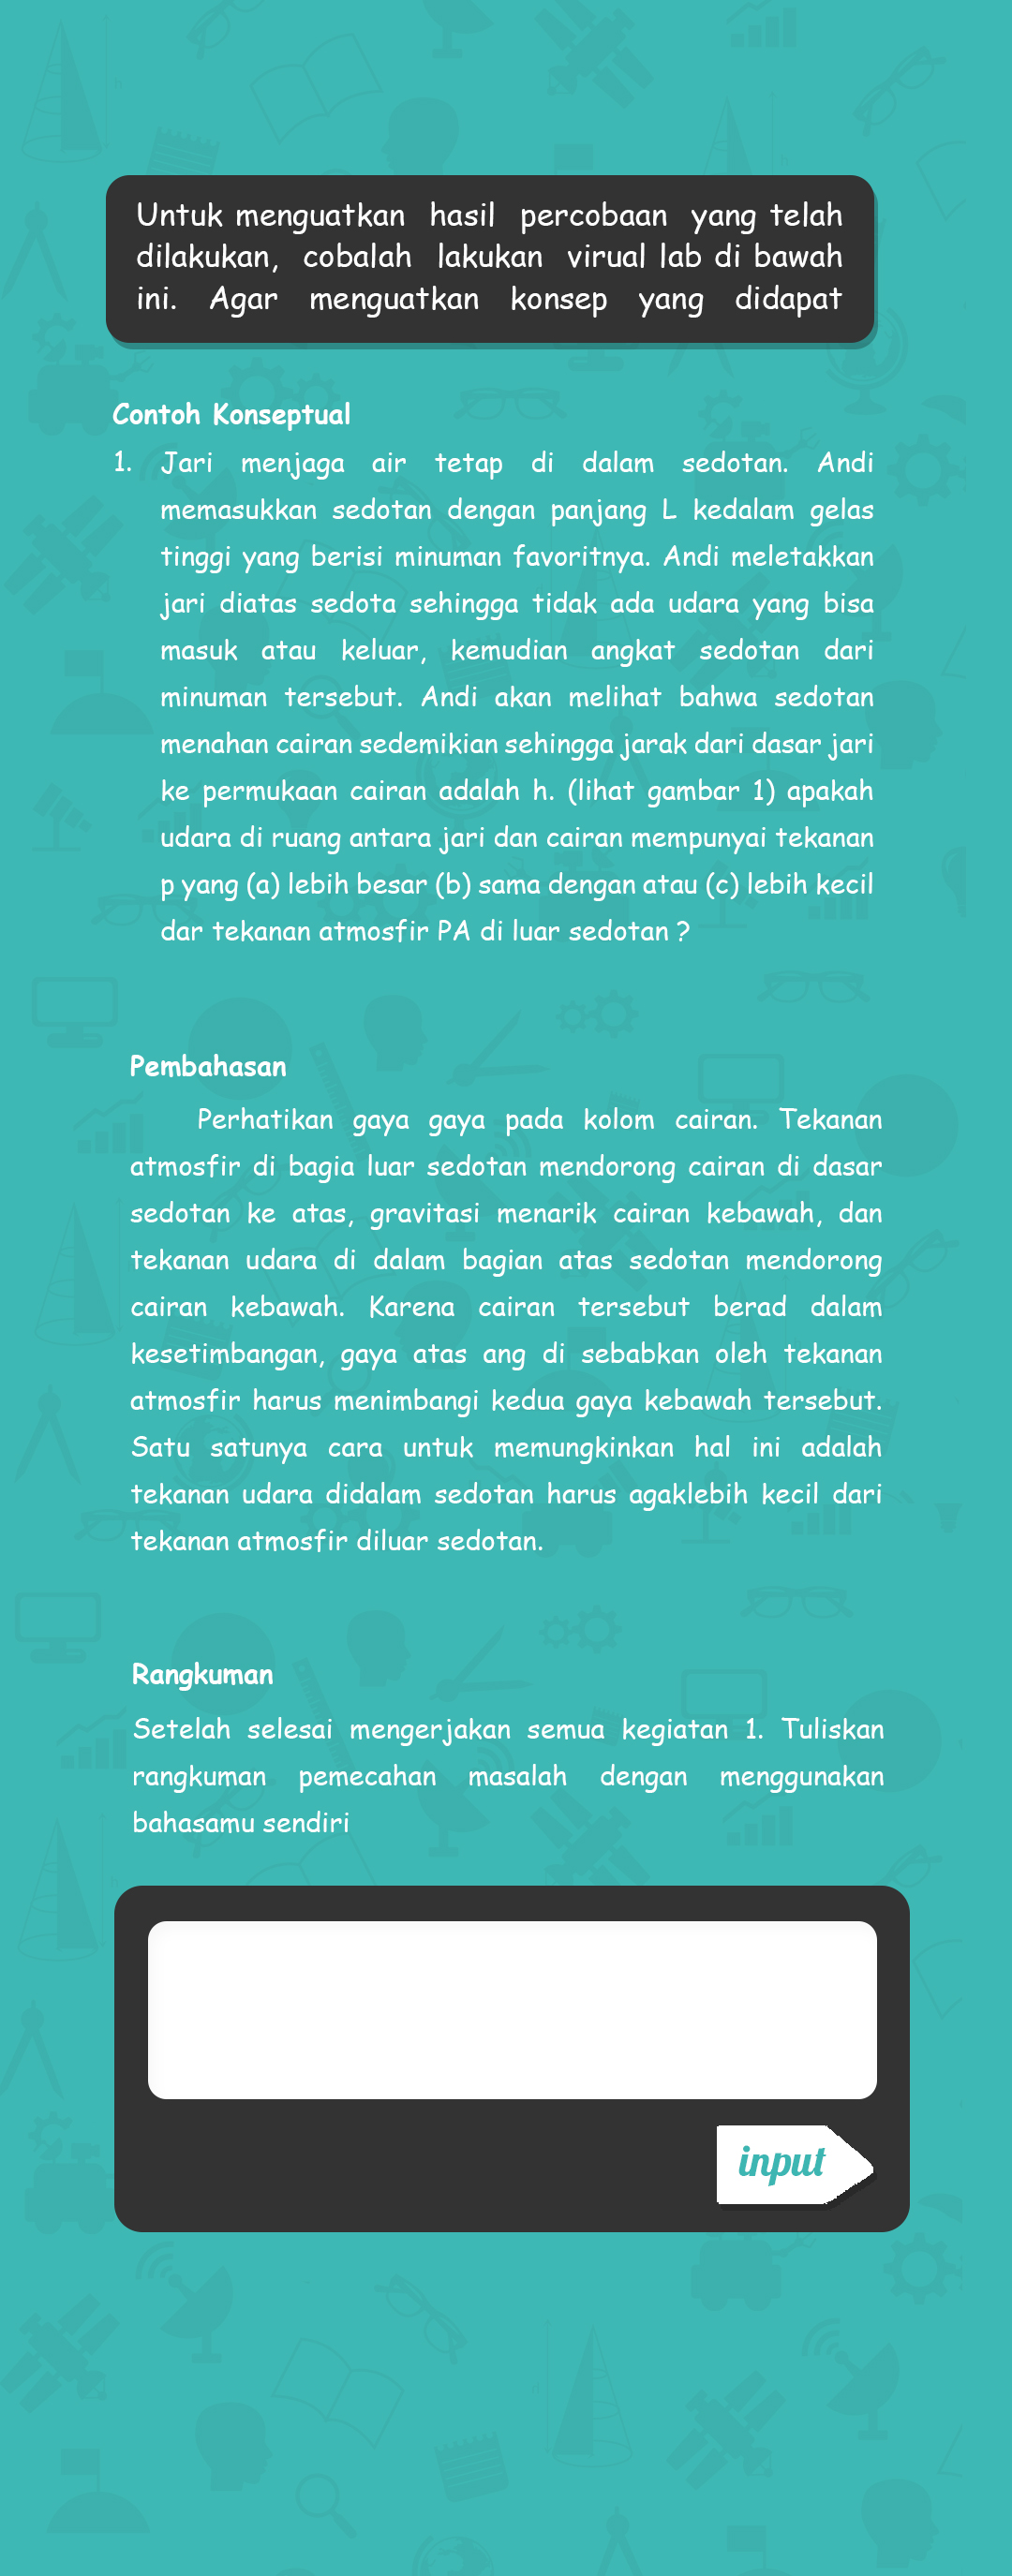 Untuk menguatkan hasil percobaan yang telah
dilakukan, cobalah lakukan virual lab di bawah
ini. Agar menguatkan konsep yang didapat
Contoh Konseptual
1. Jari menjaga air tetap di dalam sedotan. Andi
memasukkan sedotan dengan panjang L kedalam gelas
tinggi yang berisi minuman favoritnya. Andi meletakkan
jari diatas sedota sehingga tidak ada udara yang bisa
masuk atau keluar, kemudian angkat sedotan dari
minuman tersebut. Andi akan melihat bahwa sedotan
menahan cairan sedemikian sehingga jarak dari dasar jari
ke permukaan cairan adalah h. (lihat gambar 1) apakah
udara di ruang antara jari dan cairan mempunyai tekanan
p yang (a) lebih besar (b) sama dengan atau (c) lebih kecil
dar tekanan atmosfir PA di luar sedotan ?
Pembahasan
Perhatikan gaya gaya pada kolom cairan. Tekanan
atmosfir di bagia luar sedotan mendorong cairan di dasar
sedotan ke atas, gravitasi menarik cairan kebawah, dan
tekanan udara di dalam bagian atas sedotan mendorong
cairan kebawah. Karena cairan tersebut berad dalam
kesetimbangan, gaya atas ang di sebabkan oleh tekanan
atmosfir harus menimbangi kedua gaya kebawah tersebut.
Satu satunya cara untuk memungkinkan hal ini adalah
tekanan udara didalam sedotan harus agaklebih kecil dari
tekanan atmosfir diluar sedotan.
Rangkuman
Setelah selesai mengerjakan semua kegiatan 1. Tuliskan
rangkuman pemecahan masalah dengan menggunakan
bahasamu sendiri
input